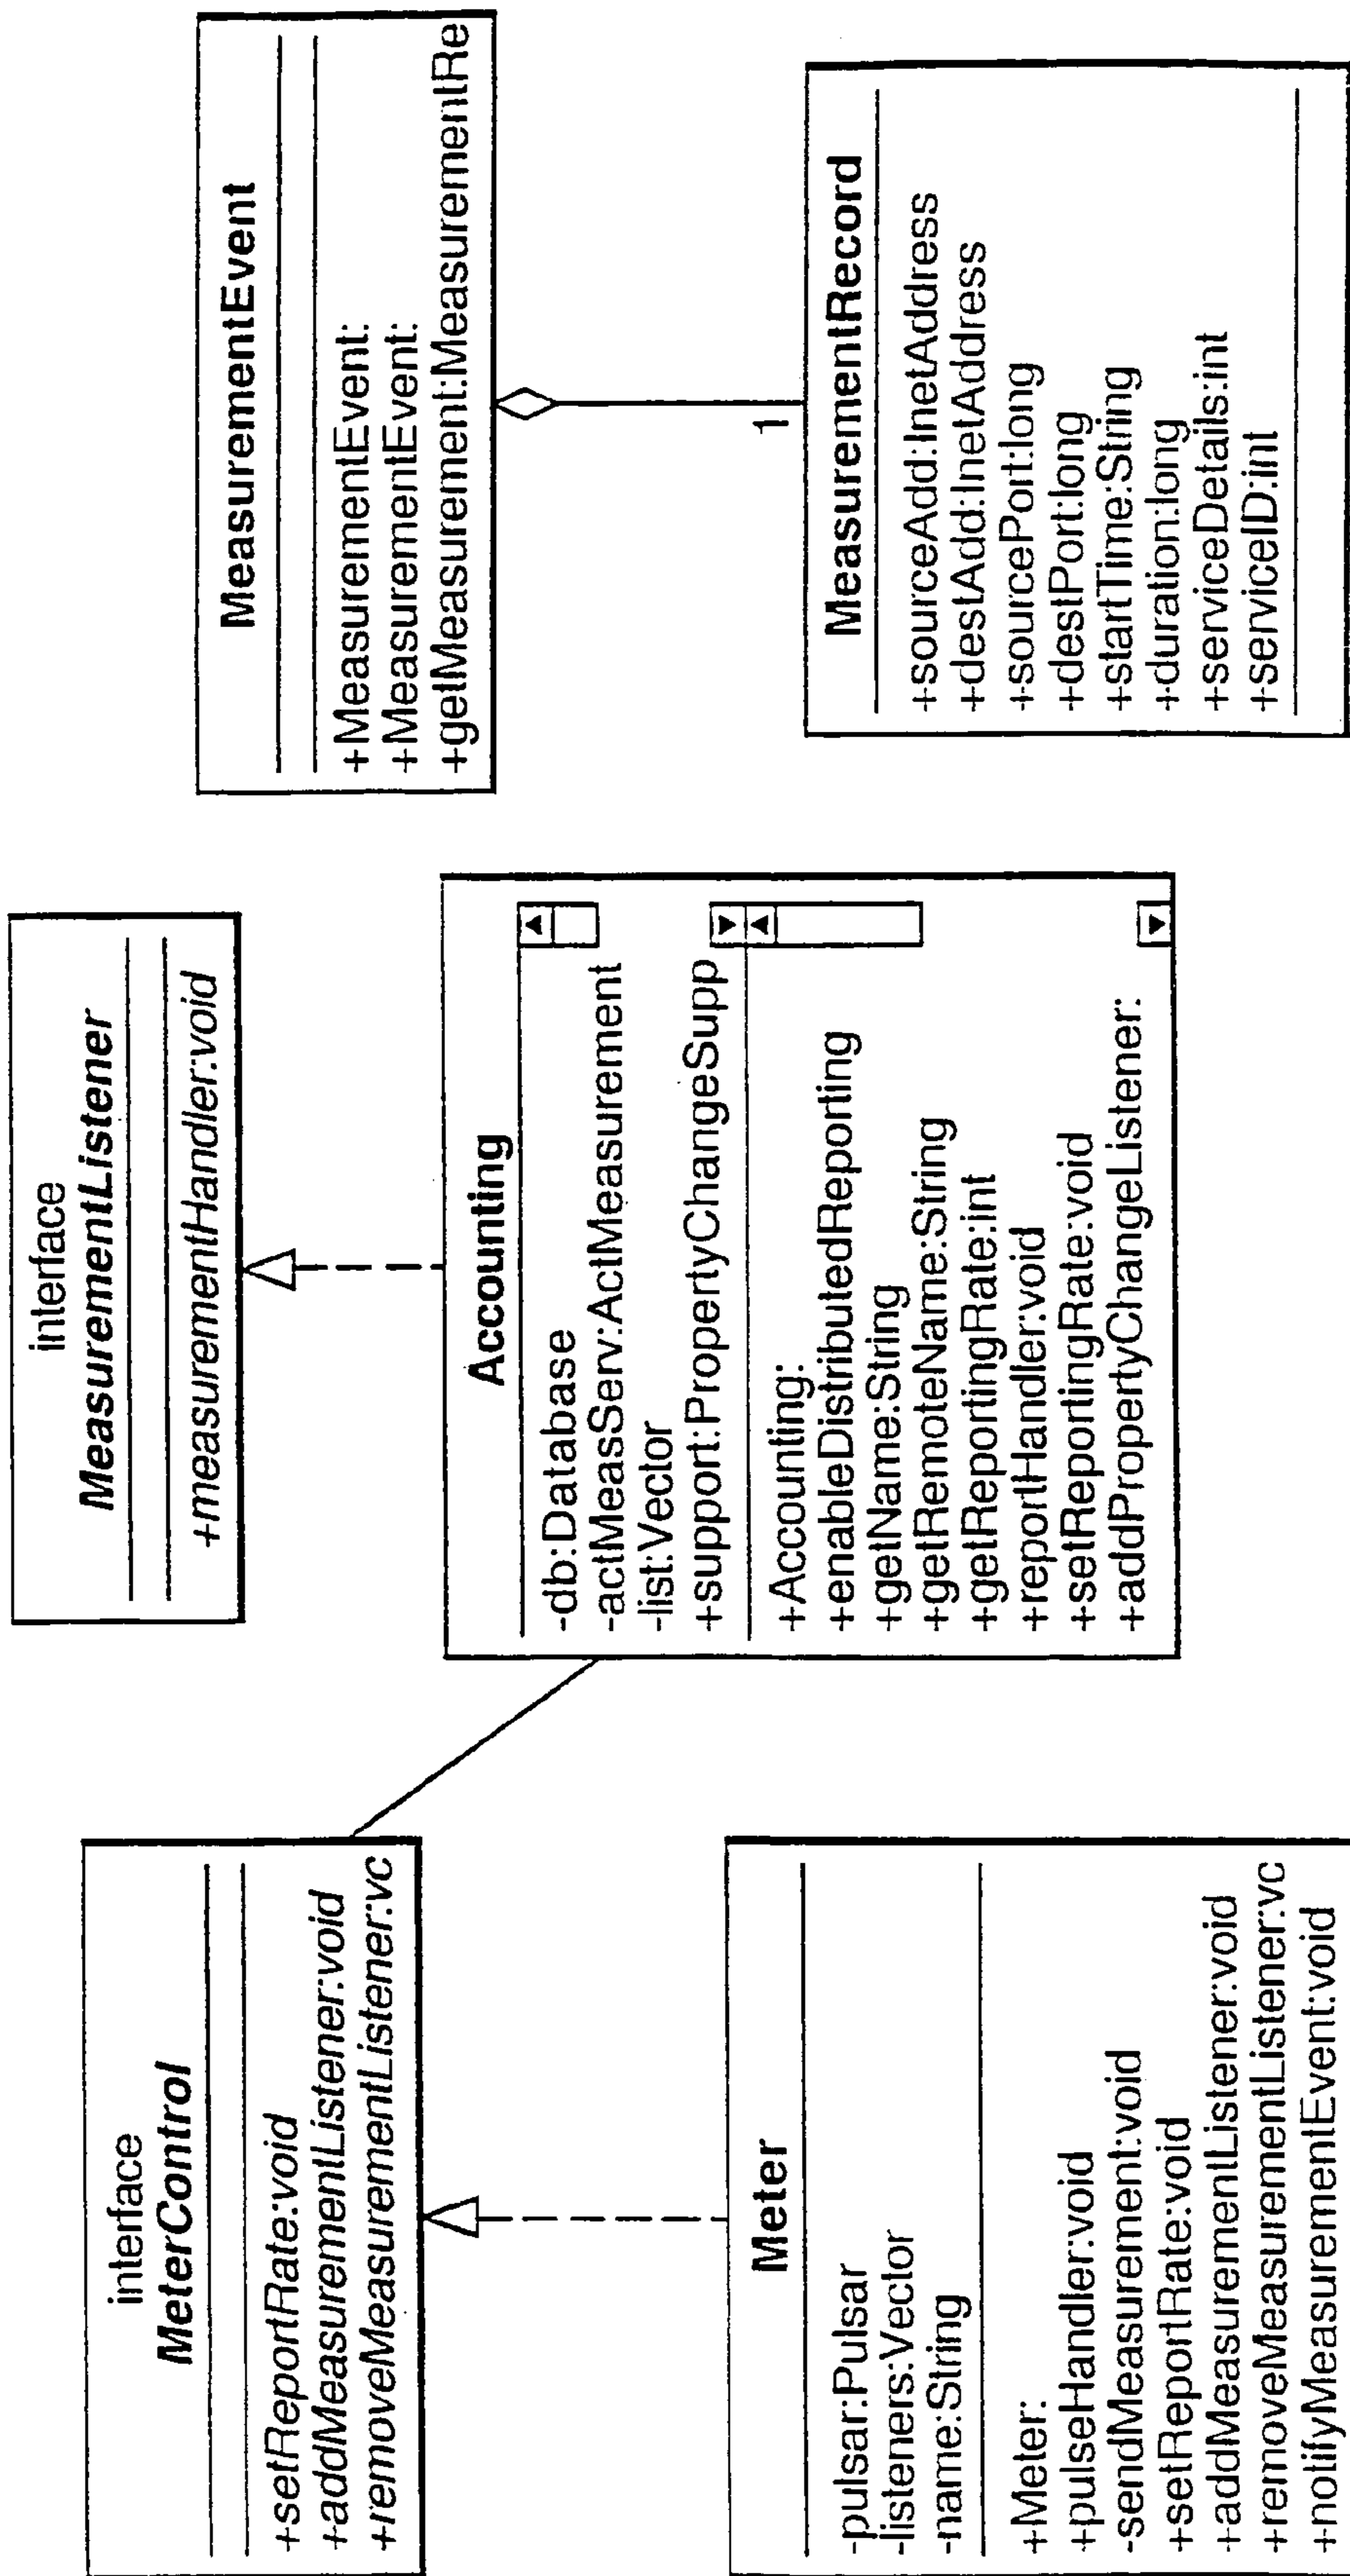 interface
MeterControl
+setReportRate:void
+addMeasurementListener:void
+removeMeasurementListener:vc
Meter
-pulsar:Pulsar
-listeners:Vector
-name:String
+Meter:
+pulseHandler:void
-sendMeasurement:void
+setReportRate:void
+addMeasurementListener:void
+removeMeasurementListener:vc
+notifyMeasurementEvent:void
interface
MeasurementListener
+measurementHandler:void
Accounting
-db:Database
-actMeasServ:ActMeasurement
-list:Vector
+support:PropertyChangeSupp
+Accounting:
+enableDistributedReporting
+getName:String
+getRemoteName:String
+getReportingRate:int
+reportHandler:void
+setReportingRate:void
+addPropertyChangeListener:
MeasurementEvent
+MeasurementEvent:
+MeasurementEvent:
+getMeasurement:MeasurementRe
1
MeasurementRecord
+sourceAdd:InetAddress
+destAdd:InetAddress
+sourcePort:long
+destPort:long
+startTime:String
+duration:long
+serviceDetails:int
+serviceID:int